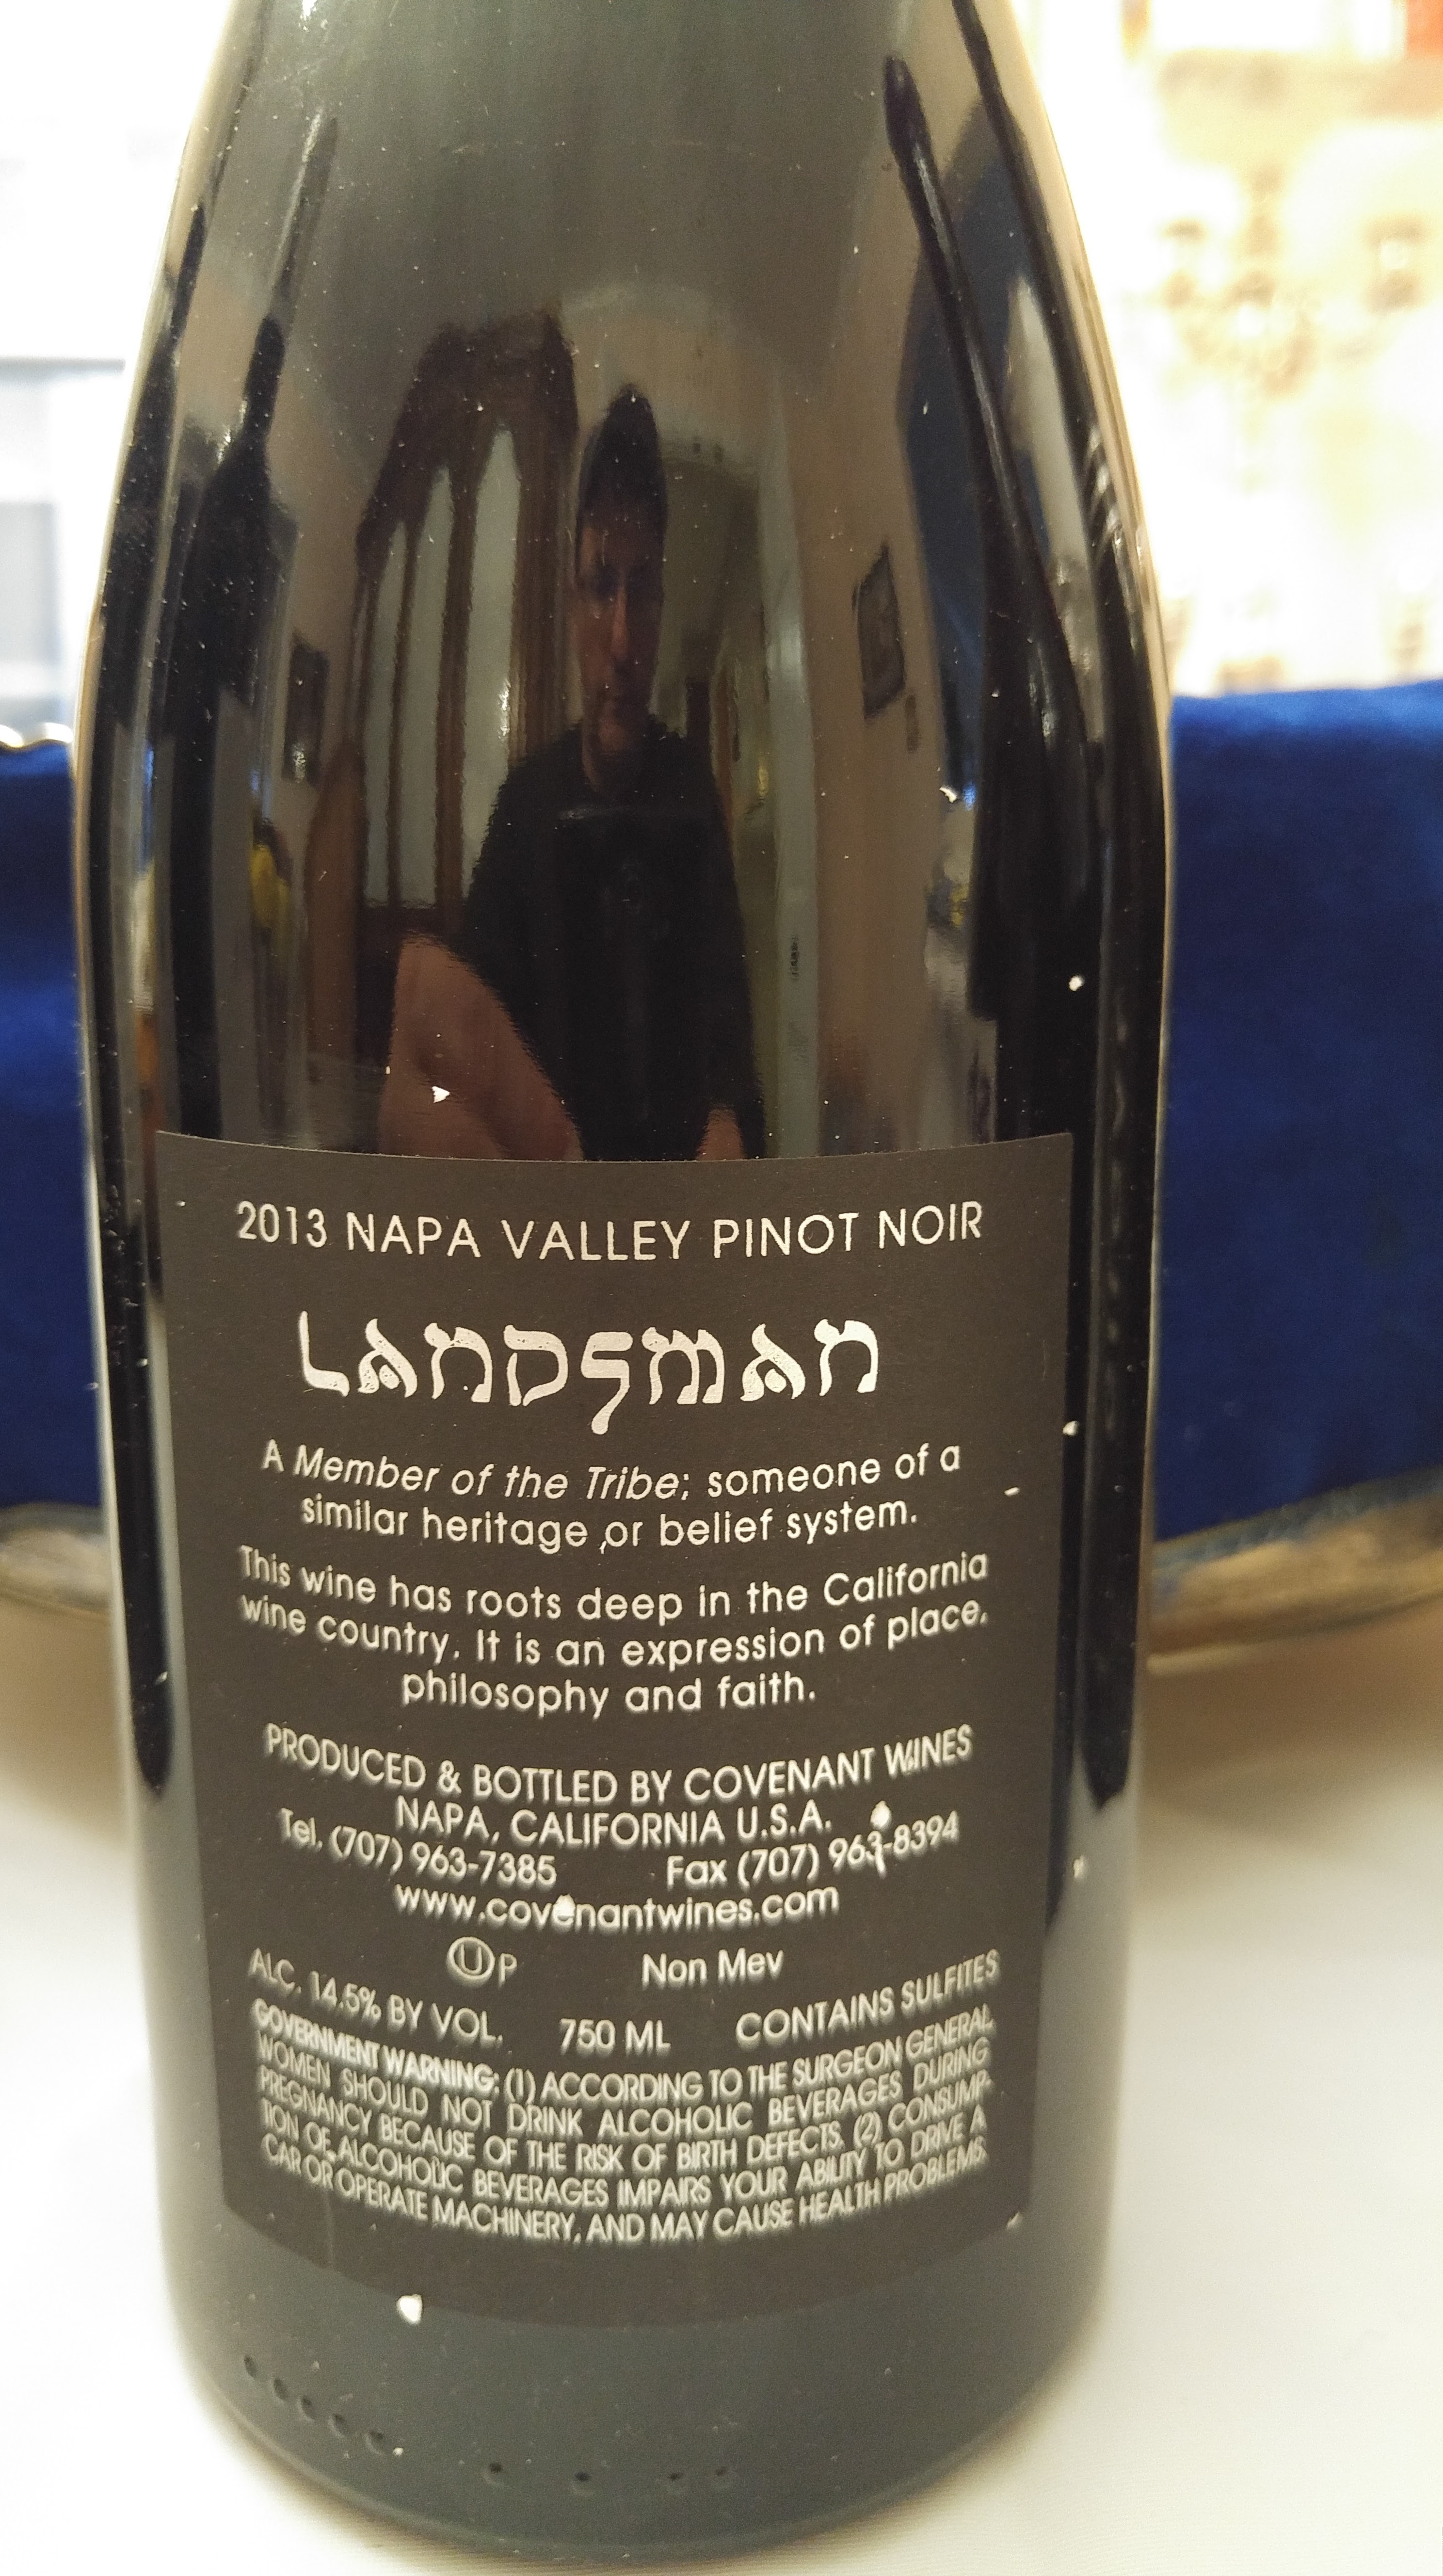 2013 NAPA VALLEY PINOT NOIR
LANDSMAN
A Member of the Tribe; someone of a
similar heritage or belief system.
This wine has roots deep in the California
wine country. It is an expression of place,
philosophy and faith.
PRODUCED & BOTTLED BY COVENANT WINES
NAPA, CALIFORNIA U.S.A.
Tel. (707) 963-7385 Fax (707) 963-8394
www.covenantwines.com
Ⓤ P Non Mev
ALC. 14.5% BY VOL. 750 ML CONTAINS SULFITES
GOVERNMENT WARNING: (1) ACCORDING TO THE SURGEON GENERAL,
WOMEN SHOULD NOT DRINK ALCOHOLIC BEVERAGES DURING
PREGNANCY BECAUSE OF THE RISK OF BIRTH DEFECTS. (2) CONSUMP-
TION OF ALCOHOLIC BEVERAGES IMPAIRS YOUR ABILITY TO DRIVE A
CAR OR OPERATE MACHINERY, AND MAY CAUSE HEALTH PROBLEMS.